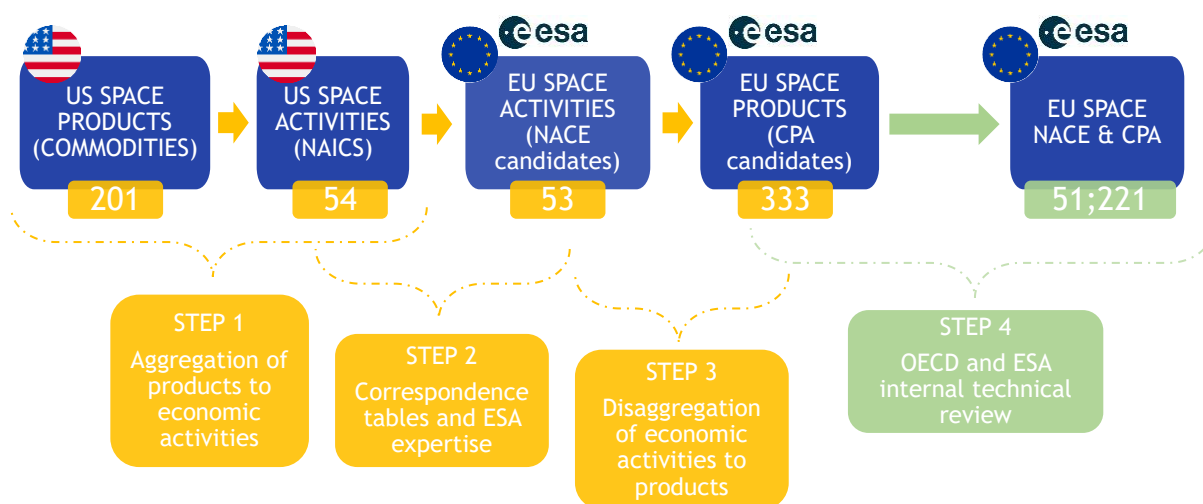 esa
esa
esa
US SPACE
PRODUCTS
(COMMODITIES)
201
US SPACE
ACTIVITIES
(NAICS)
54
EU SPACE
ACTIVITIES
(NACE
candidates)
53
EU SPACE
PRODUCTS
(CPA
candidates)
333
EU SPACE
NACE & CPA
51;221
STEP 1
Aggregation of
products to
economic
activities
STEP 2
Correspondence
tables and ESA
expertise
STEP 3
Disaggregation
of economic
activities to
products
STEP 4
OECD and ESA
internal technical
review